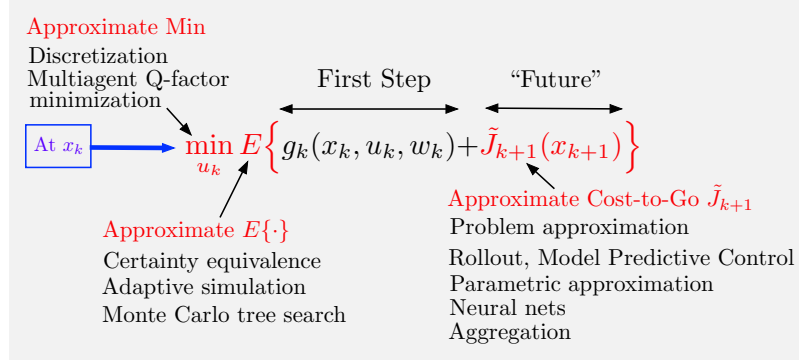 Approximate Min
Discretization
Multiagent Q-factor
minimization
First Step
“Future”
At x_k
min_{u_k} E{g_k(x_k, u_k, w_k)+J̃_{k+1}(x_{k+1})}
Approximate E{·}
Certainty equivalence
Adaptive simulation
Monte Carlo tree search
Approximate Cost-to-Go J̃_{k+1}
Problem approximation
Rollout, Model Predictive Control
Parametric approximation
Neural nets
Aggregation